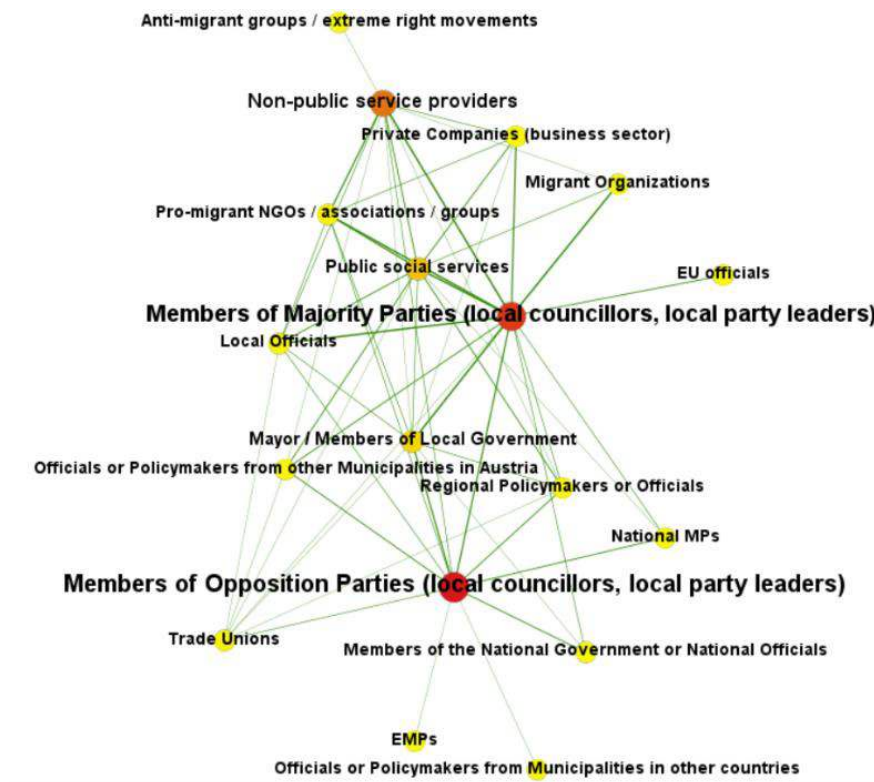 Anti-migrant groups / extreme right movements
Non-public service providers
Private Companies (business sector)
Migrant Organizations
Pro-migrant NGOs / associations / groups
Public social services
EU officials
Members of Majority Parties (local councillors, local party leaders)
Local Officials
Mayor / Members of Local Government
Officials or Policymakers from other Municipalities in Austria
Regional Policymakers or Officials
National MPs
Members of Opposition Parties (local councillors, local party leaders)
Trade Unions
Members of the National Government or National Officials
EMPs
Officials or Policymakers from Municipalities in other countries